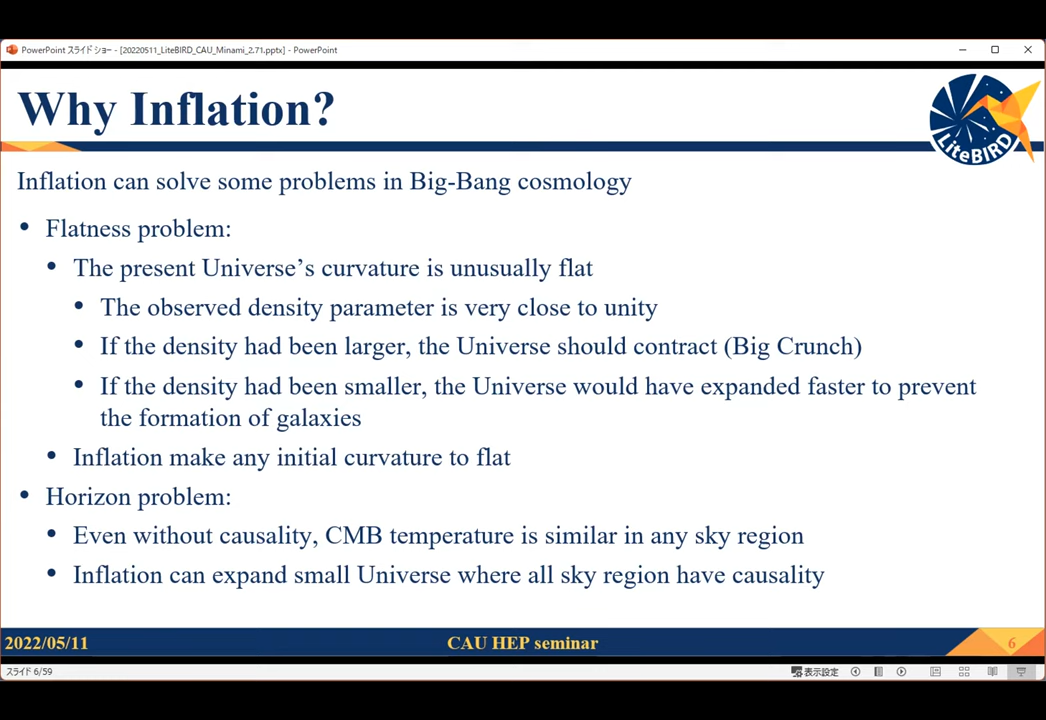 PowerPoint スライド ショー - [20220511_LiteBIRD_CAU_Minami_2.71.pptx] - PowerPoint
Why Inflation?
LiteBIRD
Inflation can solve some problems in Big-Bang cosmology
• Flatness problem:
• The present Universe’s curvature is unusually flat
• The observed density parameter is very close to unity
• If the density had been larger, the Universe should contract (Big Crunch)
• If the density had been smaller, the Universe would have expanded faster to prevent
the formation of galaxies
• Inflation make any initial curvature to flat
• Horizon problem:
• Even without causality, CMB temperature is similar in any sky region
• Inflation can expand small Universe where all sky region have causality
2022/05/11
CAU HEP seminar
6
スライド 6/59
表示設定